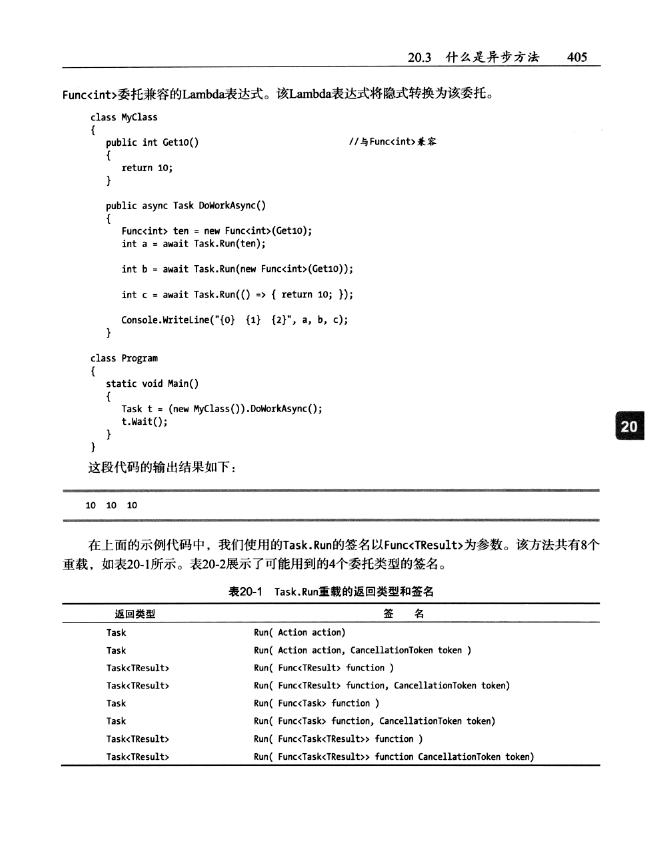 20.3 什么是异步方法 405
Func<int>委托兼容的Lambda表达式。该Lambda表达式将隐式转换为该委托。
class MyClass
{
public int Get10() //与Func<int>兼容
{
return 10;
}
public async Task DoWorkAsync()
{
Func<int> ten = new Func<int>(Get10);
int a = await Task.Run(ten);
int b = await Task.Run(new Func<int>(Get10));
int c = await Task.Run(() => { return 10; });
Console.WriteLine("{0} {1} {2}", a, b, c);
}
class Program
{
static void Main()
{
Task t = (new MyClass()).DoWorkAsync();
t.Wait();
}
}
20
这段代码的输出结果如下：
10 10 10
在上面的示例代码中，我们使用的Task.Run的签名以Func<TResult>为参数。该方法共有8个
重载，如表20-1所示。表20-2展示了可能用到的4个委托类型的签名。
表20-1 Task.Run重载的返回类型和签名
返回类型 签 名
Task Run( Action action)
Task Run( Action action, CancellationToken token )
Task<TResult> Run( Func<TResult> function )
Task<TResult> Run( Func<TResult> function, CancellationToken token)
Task Run( Func<Task> function )
Task Run( Func<Task> function, CancellationToken token)
Task<TResult> Run( Func<Task<TResult>> function )
Task<TResult> Run( Func<Task<TResult>> function CancellationToken token)